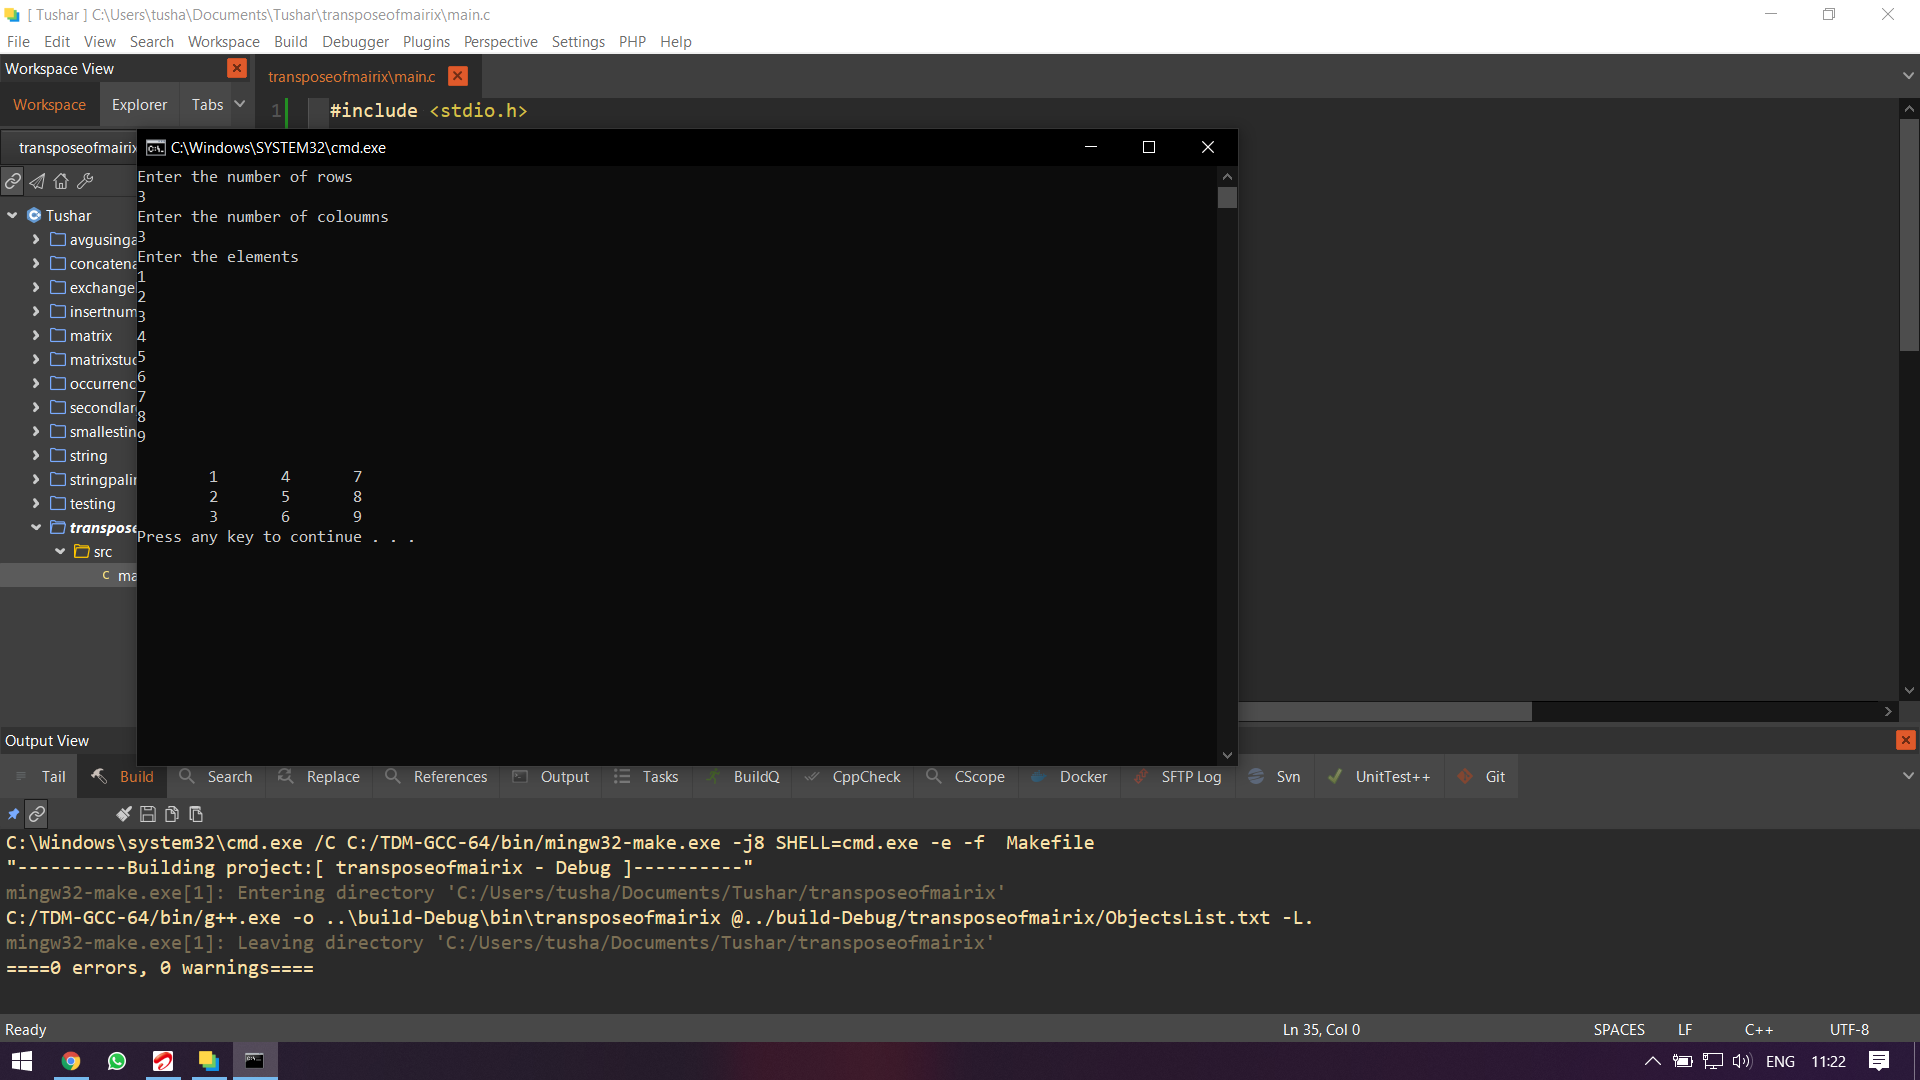 [ Tushar ] C:\Users\tusha\Documents\Tushar\transposeofmairix\main.c
File Edit View Search Workspace Build Debugger Plugins Perspective Settings PHP Help
Workspace View
transposeofmairix\main.c
Workspace Explorer Tabs
1 #include <stdio.h>
transposeofmairix
C:\Windows\SYSTEM32\cmd.exe
Tushar
avgusinga
concatena
exchange
insertnum
matrix
matrixstud
occurrenc
secondlar
smallestin
string
stringpalin
testing
transpose
src
C ma
Enter the number of rows
3
Enter the number of coloumns
3
Enter the elements
1
2
3
4
5
6
7
8
9
1 4 7
2 5 8
3 6 9
Press any key to continue . . .
Output View
Tail Build Search Replace References Output Tasks BuildQ CppCheck CScope Docker SFTP Log Svn UnitTest++ Git
C:\Windows\system32\cmd.exe /C C:/TDM-GCC-64/bin/mingw32-make.exe -j8 SHELL=cmd.exe -e -f  Makefile
"----------Building project:[ transposeofmairix - Debug ]----------"
mingw32-make.exe[1]: Entering directory 'C:/Users/tusha/Documents/Tushar/transposeofmairix'
C:/TDM-GCC-64/bin/g++.exe -o ..\build-Debug\bin\transposeofmairix @../build-Debug/transposeofmairix/ObjectsList.txt -L.
mingw32-make.exe[1]: Leaving directory 'C:/Users/tusha/Documents/Tushar/transposeofmairix'
====0 errors, 0 warnings====
Ready Ln 35, Col 0 SPACES LF C++ UTF-8
ENG 11:22